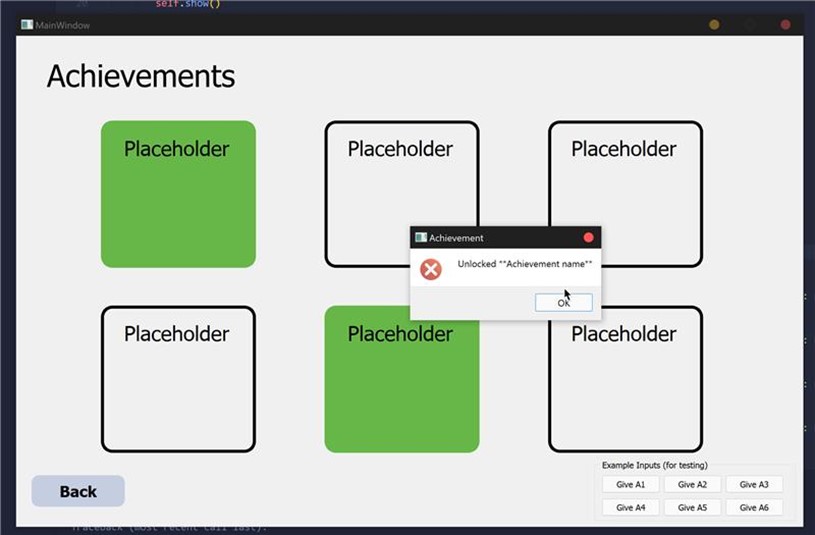 20 self.show()
MainWindow
Achievements
Placeholder Placeholder Placeholder
Achievement
Unlocked **Achievement name**
OK
Placeholder Placeholder Placeholder
Back
Example Inputs (for testing)
Give A1 Give A2 Give A3
Give A4 Give A5 Give A6
Traceback (most recent call last):